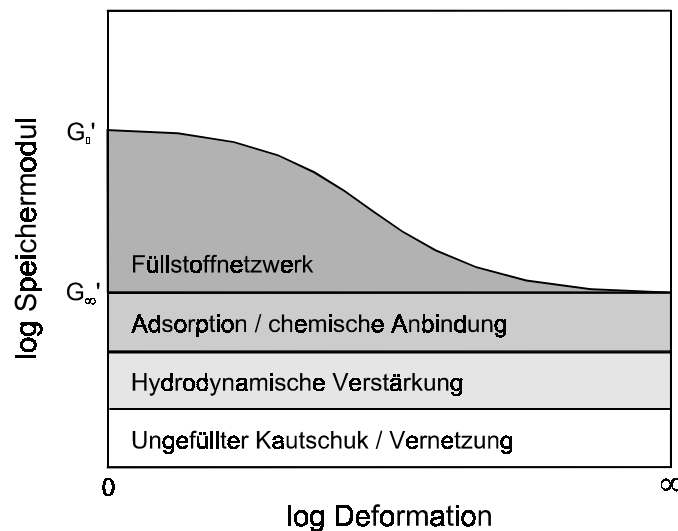 log Speichermodul
G₀'
G∞'
Füllstoffnetzwerk
Adsorption / chemische Anbindung
Hydrodynamische Verstärkung
Ungefüllter Kautschuk / Vernetzung
0
∞
log Deformation